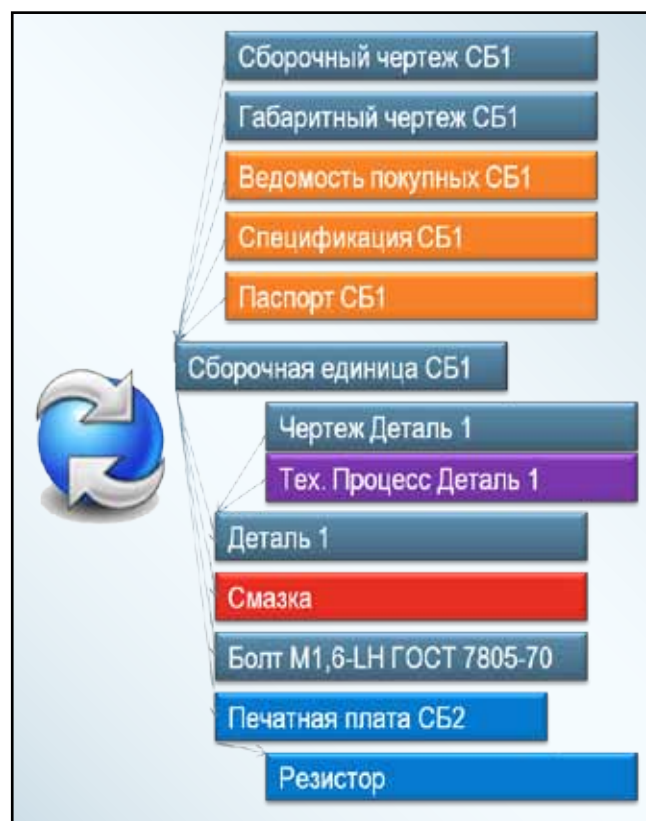 Сборочный чертеж СБ1
Габаритный чертеж СБ1
Ведомость покупных СБ1
Спецификация СБ1
Паспорт СБ1
Сборочная единица СБ1
Чертеж Деталь 1
Тех. Процесс Деталь 1
Деталь 1
Смазка
Болт М1,6-LH ГОСТ 7805-70
Печатная плата СБ2
Резистор